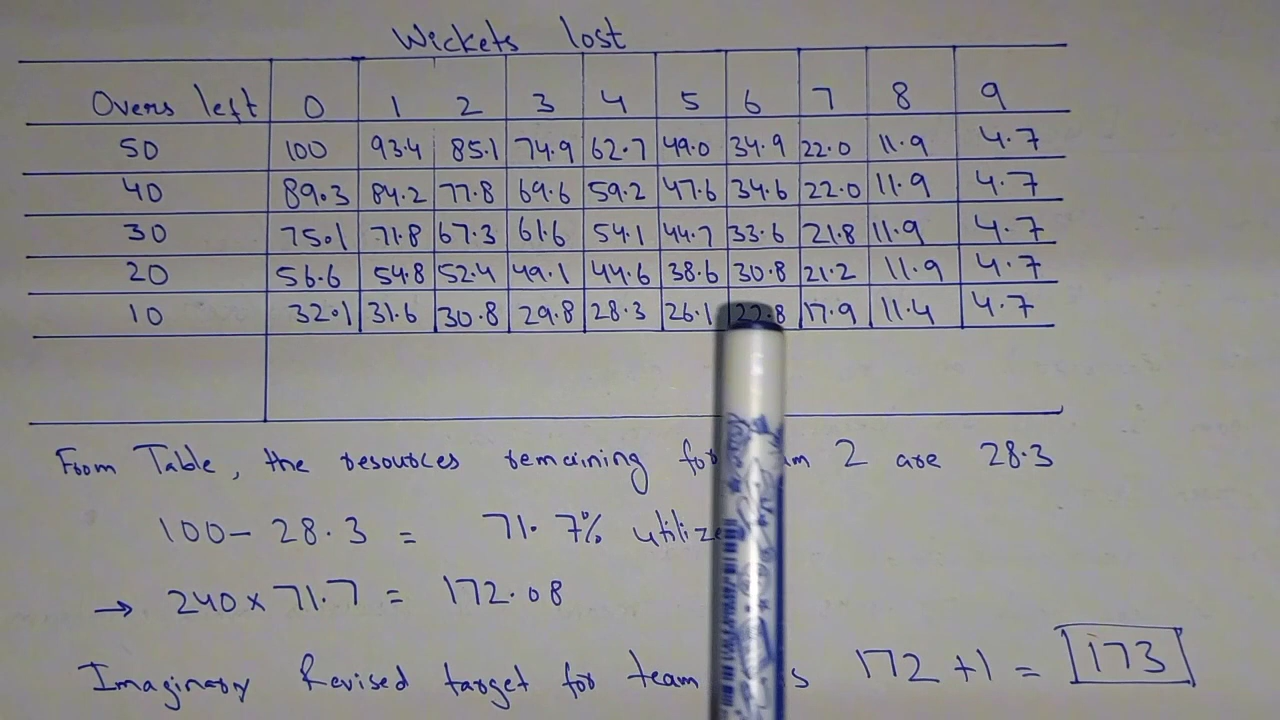 Wickets lost
Overs left 0 1 2 3 4 5 6 7 8 9
50 100 93.4 85.1 74.9 62.7 49.0 34.9 22.0 11.9 4.7
40 89.3 84.2 77.8 69.6 59.2 47.6 34.6 22.0 11.9 4.7
30 75.1 71.8 67.3 61.6 54.1 44.7 33.6 21.8 11.9 4.7
20 56.6 54.8 52.4 49.1 44.6 38.6 30.8 21.2 11.9 4.7
10 32.1 31.6 30.8 29.8 28.3 26.1 22.8 17.9 11.4 4.7
From Table, the resources remaining for 2 are 28.3
100 - 28.3 = 71.7%
→ 240 × 71.7 = 172.08
Imaginary Revised target for team 172 + 1 = 173